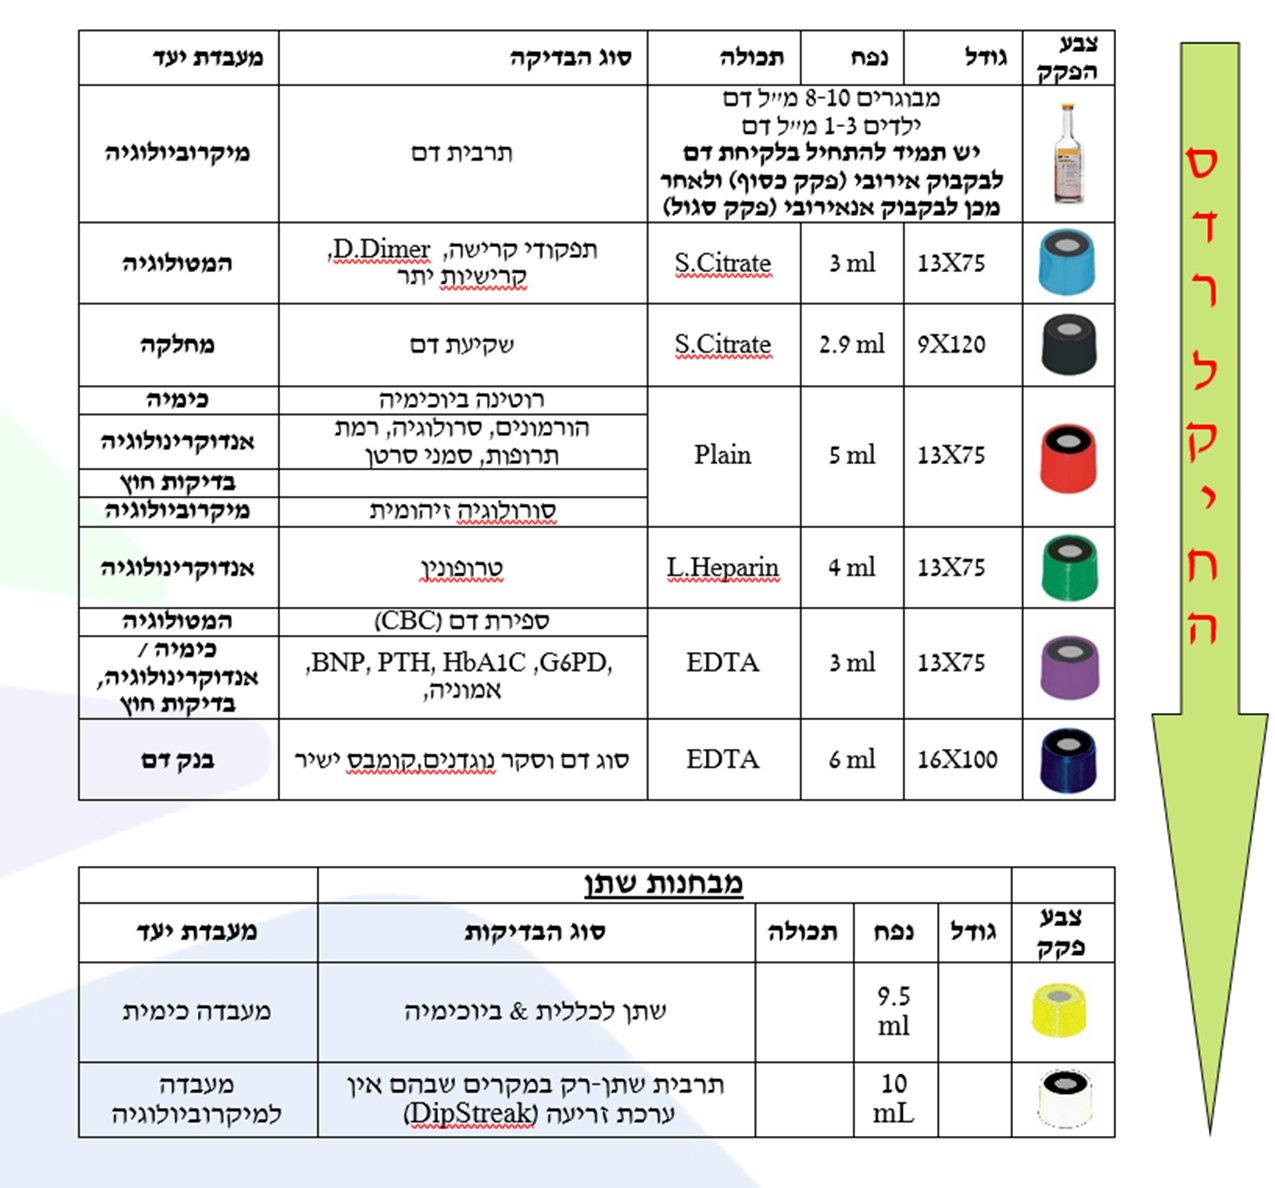 צבע הפקק גודל נפח תכולה סוג הבדיקה מעבדת יעד
מבוגרים 8-10 מ״ל דם
ילדים 1-3 מ״ל דם
יש תמיד להתחיל בלקיחת דם
לבקבוק אירובי (פקק כסוף) ולאחר
מכן לבקבוק אנאירובי (פקק סגול)
תרבית דם
מיקרוביולוגיה
13X75 3 ml S.Citrate
תפקודי קרישה, D.Dimer,
קרישיות יתר
המטולוגיה
9X120 2.9 ml S.Citrate שקיעת דם מחלקה
13X75 5 ml Plain
רוטינה ביוכימיה כימיה
הורמונים, סרולוגיה, רמת
תרופות, סמני סרטן
אנדוקרינולוגיה
בדיקות חוץ
סורולוגיה זיהומית מיקרוביולוגיה
13X75 4 ml L.Heparin טרופונין אנדוקרינולוגיה
13X75 3 ml EDTA
ספירת דם (CBC) המטולוגיה
,BNP, PTH, HbA1C ,G6PD,
אמוניה,
כימיה /
אנדוקרינולוגיה,
בדיקות חוץ
16X100 6 ml EDTA סוג דם וסקר נוגדנים,קומבס ישיר בנק דם
סדר לקיחה
מבחנות שתן
צבע פקק גודל נפח תכולה סוג הבדיקות מעבדת יעד
9.5
ml
שתן לכללית & ביוכימיה
מעבדה כימית
10
mL
תרבית שתן-רק במקרים שבהם אין
ערכת זריעה (DipStreak)
מעבדה
למיקרוביולוגיה